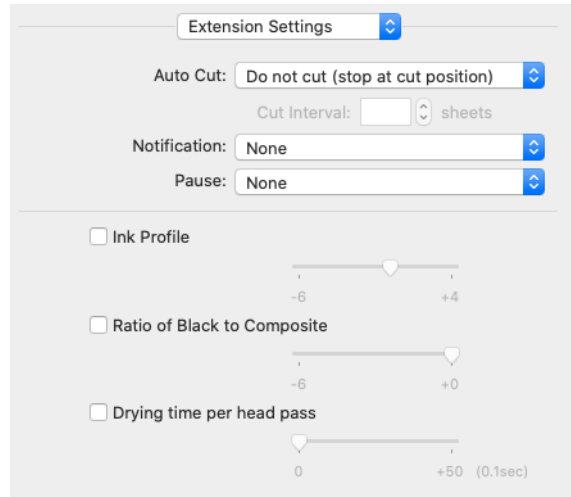 Extension Settings
Auto Cut: Do not cut (stop at cut position)
Cut Interval: sheets
Notification: None
Pause: None
Ink Profile
-6 +4
Ratio of Black to Composite
-6 +0
Drying time per head pass
0 +50 (0.1sec)